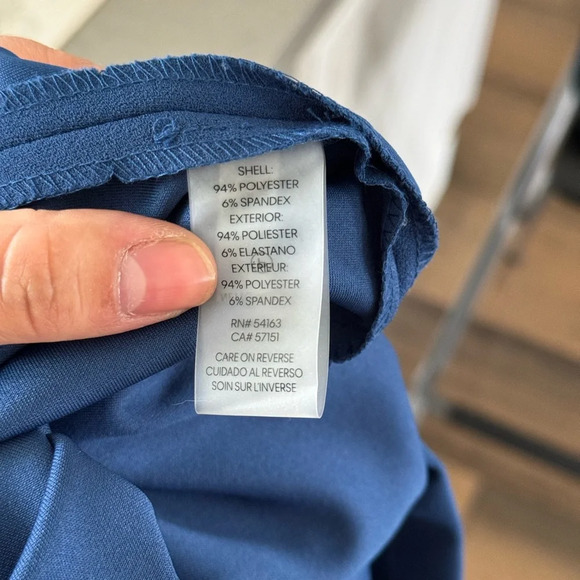 SHELL:
94% POLYESTER
6% SPANDEX
EXTERIOR:
94% POLIESTER
6% ELASTANO
EXTÉRIEUR:
94% POLYESTER
6% SPANDEX
RN# 54163
CA# 57151
CARE ON REVERSE
CUIDADO AL REVERSO
SOIN SUR L'INVERSE